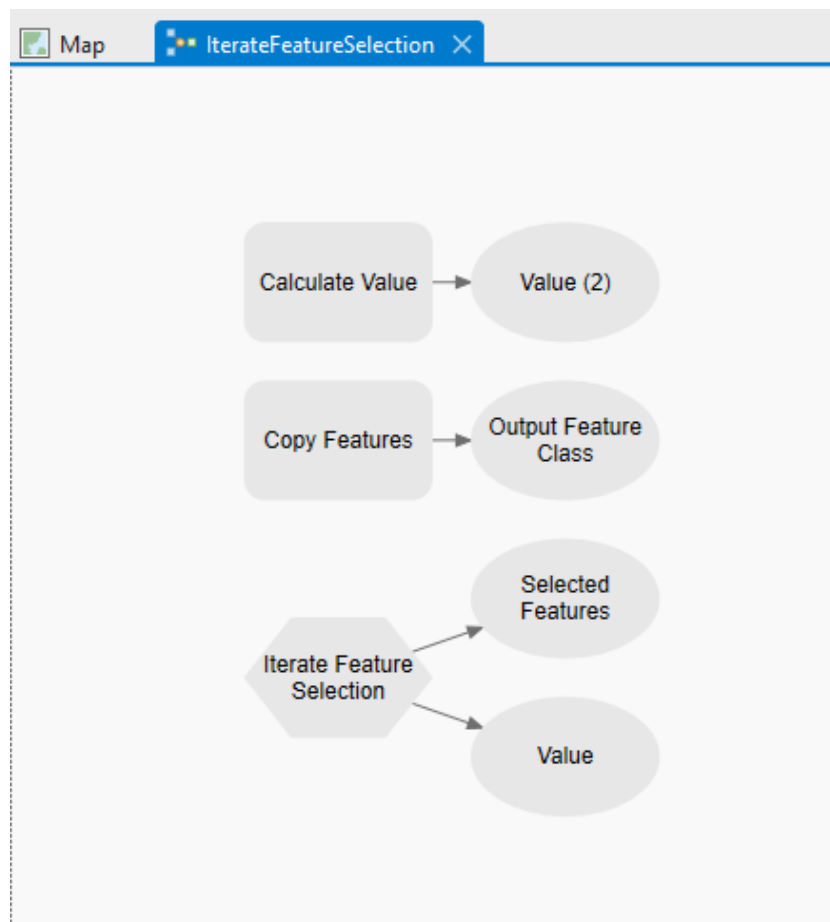 Map
IterateFeatureSelection
Calculate Value
Value (2)
Copy Features
Output Feature
Class
Selected
Features
Iterate Feature
Selection
Value